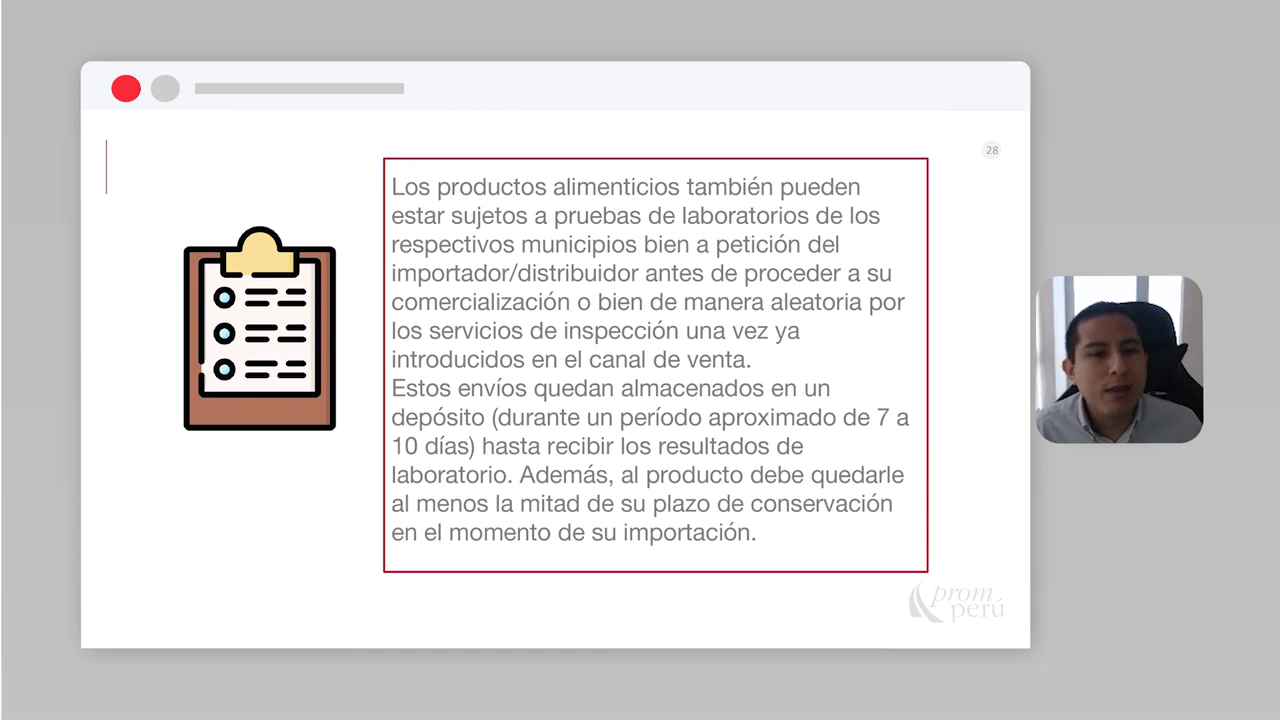 28
Los productos alimenticios también pueden
estar sujetos a pruebas de laboratorios de los
respectivos municipios bien a petición del
importador/distribuidor antes de proceder a su
comercialización o bien de manera aleatoria por
los servicios de inspección una vez ya
introducidos en el canal de venta.
Estos envíos quedan almacenados en un
depósito (durante un período aproximado de 7 a
10 días) hasta recibir los resultados de
laboratorio. Además, al producto debe quedarle
al menos la mitad de su plazo de conservación
en el momento de su importación.
prom
perú